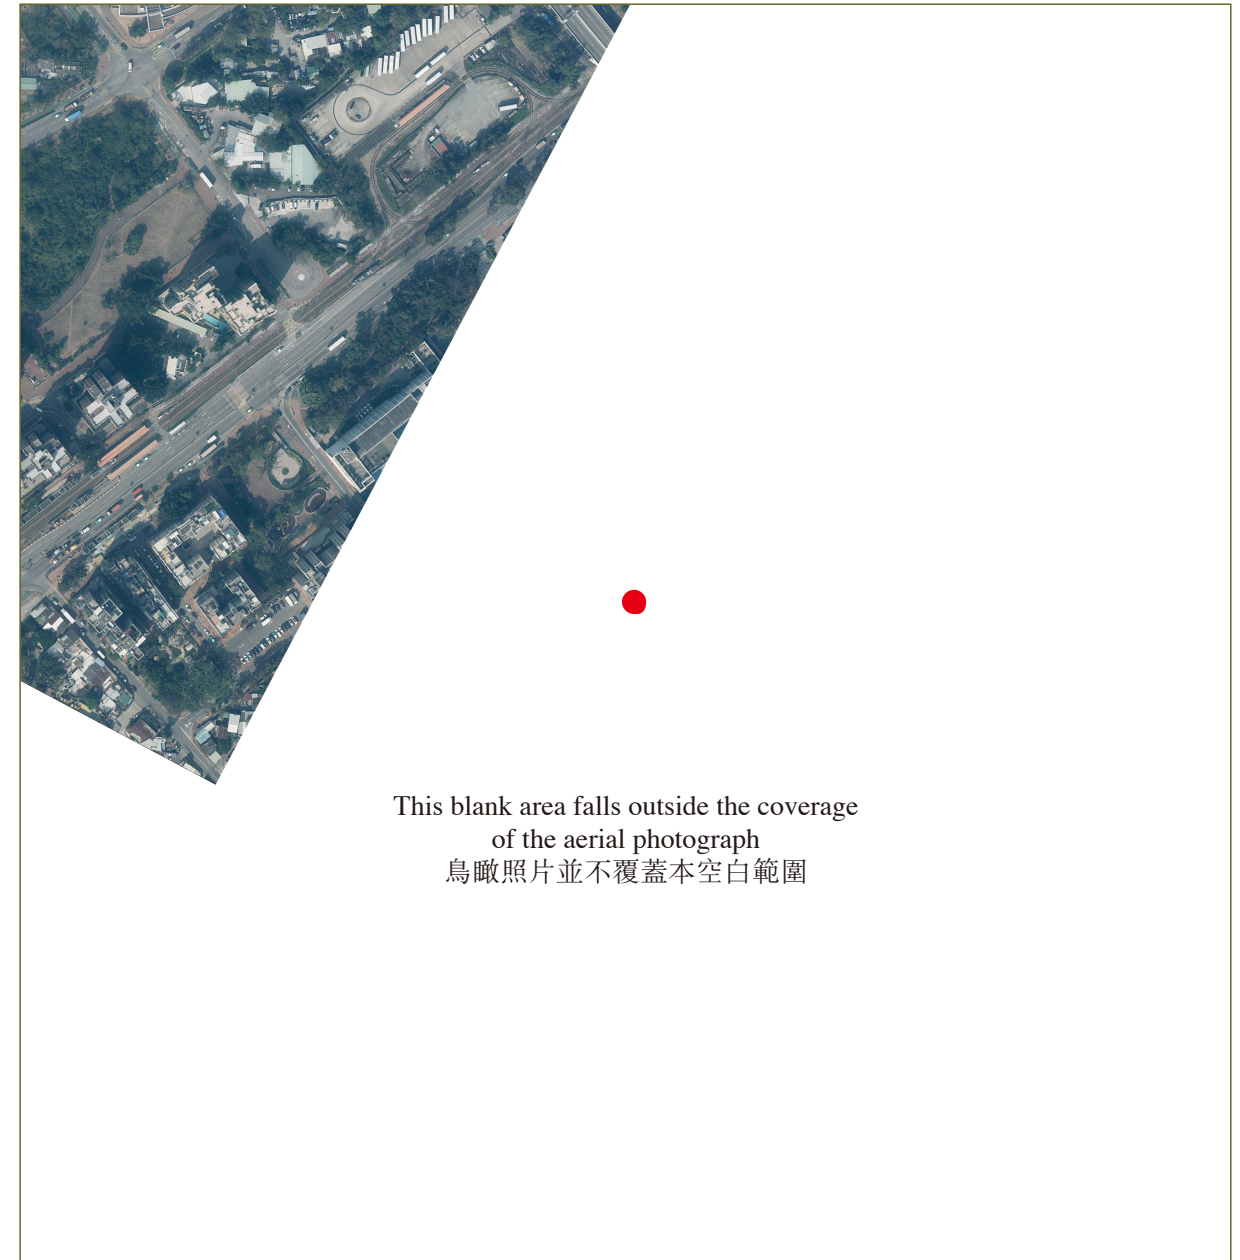 This blank area falls outside the coverage
of the aerial photograph
鳥瞰照片並不覆蓋本空白範圍